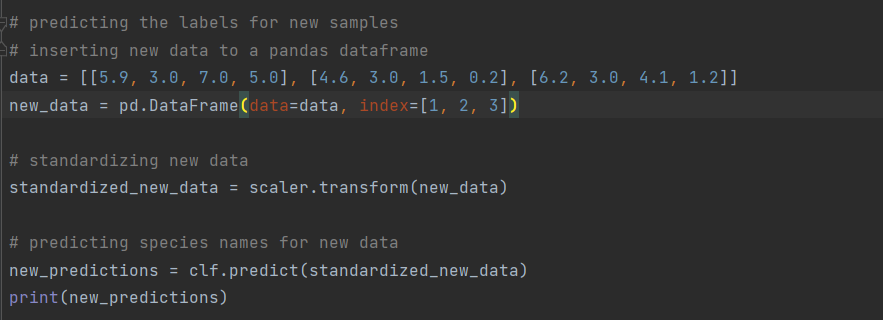 # predicting the labels for new samples
# inserting new data to a pandas dataframe
data = [[5.9, 3.0, 7.0, 5.0], [4.6, 3.0, 1.5, 0.2], [6.2, 3.0, 4.1, 1.2]]
new_data = pd.DataFrame(data=data, index=[1, 2, 3])
# standardizing new data
standardized_new_data = scaler.transform(new_data)
# predicting species names for new data
new_predictions = clf.predict(standardized_new_data)
print(new_predictions)